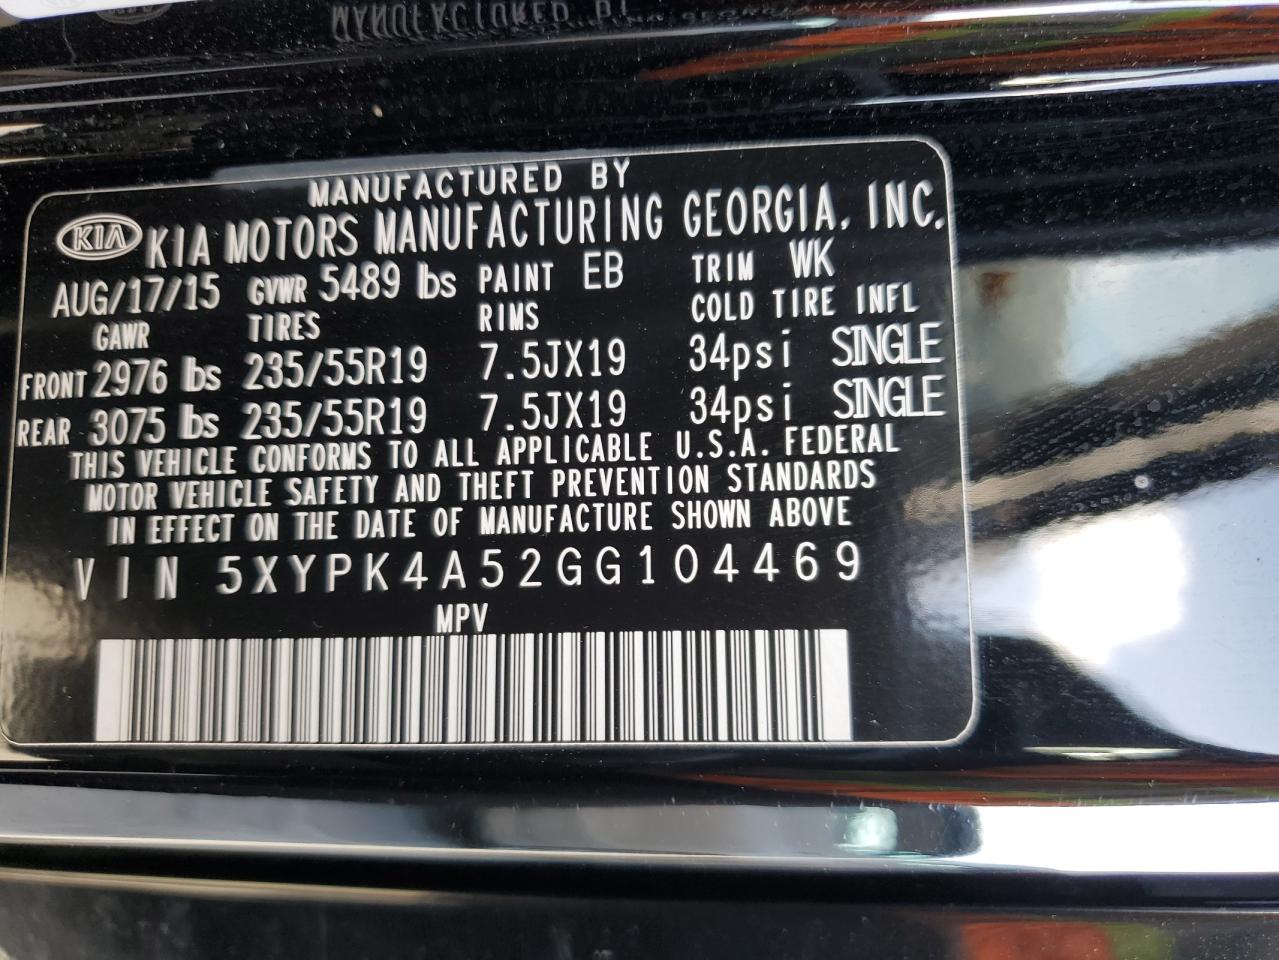 MANUFACTURED BY
KIA KIA MOTORS MANUFACTURING GEORGIA, INC.
AUG/17/15 GVWR 5489 lbs PAINT EB TRIM WK
GAWR TIRES RIMS COLD TIRE INFL
FRONT 2976 lbs 235/55R19 7.5JX19 34psi SINGLE
REAR 3075 lbs 235/55R19 7.5JX19 34psi SINGLE
THIS VEHICLE CONFORMS TO ALL APPLICABLE U.S.A. FEDERAL
MOTOR VEHICLE SAFETY AND THEFT PREVENTION STANDARDS
IN EFFECT ON THE DATE OF MANUFACTURE SHOWN ABOVE
VIN 5XYPK4A52GG104469
MPV